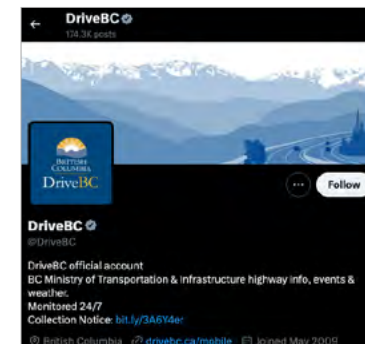 DriveBC
174.3K posts
BRITISH
COLUMBIA
DriveBC
Follow
DriveBC
@DriveBC
DriveBC official account
BC Ministry of Transportation & Infrastructure highway info, events &
weather.
Monitored 24/7
Collection Notice: bit.ly/3A6Y4er
British Columbia drivebc.ca/mobile Joined May 2009